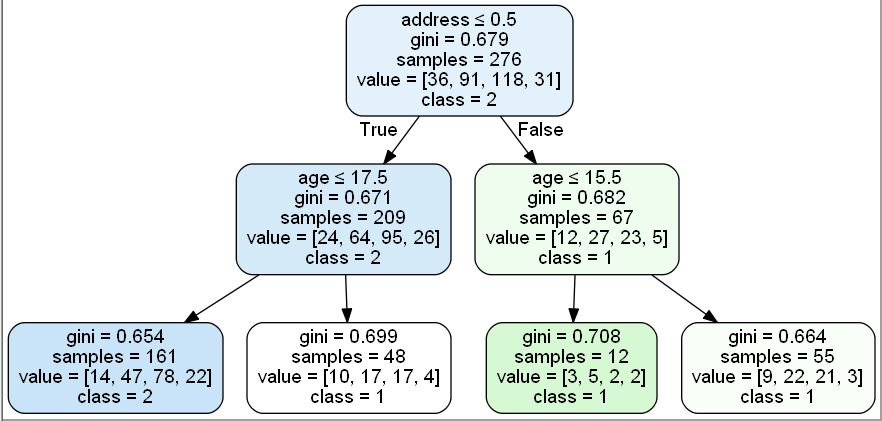 address ≤ 0.5
gini = 0.679
samples = 276
value = [36, 91, 118, 31]
class = 2
True
False
age ≤ 17.5
gini = 0.671
samples = 209
value = [24, 64, 95, 26]
class = 2
age ≤ 15.5
gini = 0.682
samples = 67
value = [12, 27, 23, 5]
class = 1
gini = 0.654
samples = 161
value = [14, 47, 78, 22]
class = 2
gini = 0.699
samples = 48
value = [10, 17, 17, 4]
class = 1
gini = 0.708
samples = 12
value = [3, 5, 2, 2]
class = 1
gini = 0.664
samples = 55
value = [9, 22, 21, 3]
class = 1